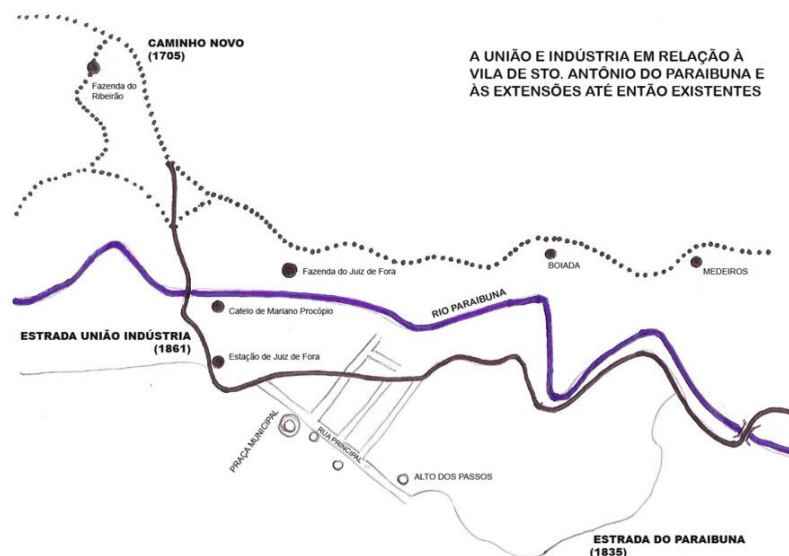 CAMINHO NOVO
(1705)
A UNIÃO E INDÚSTRIA EM RELAÇÃO À
VILA DE STO. ANTÔNIO DO PARAIBUNA E
ÀS EXTENSÕES ATÉ ENTÃO EXISTENTES
Fazenda do
Ribeirão
Fazenda do Juiz de Fora
BOIADA
MEDEIROS
RIO PARAIBUNA
Catelo de Mariano Procópio
ESTRADA UNIÃO INDÚSTRIA
(1861)
Estação de Juiz de Fora
PRAÇA MUNICIPAL
RUA PRINCIPAL
ALTO DOS PASSOS
ESTRADA DO PARAIBUNA
(1835)